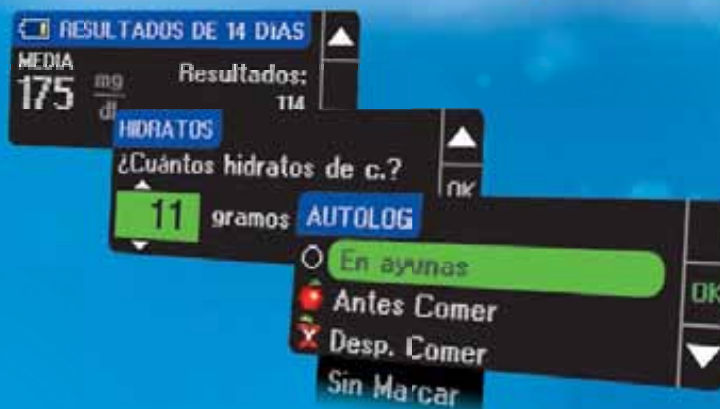 RESULTADOS DE 14 DÍAS
MEDIA
175 mg
Resultados:
114
HIDRATOS
¿Cuántos hidratos de c.?
OK
11 gramos
AUTOLOG
En ayunas
Antes Comer
Desp. Comer
Sin Marcar
OK